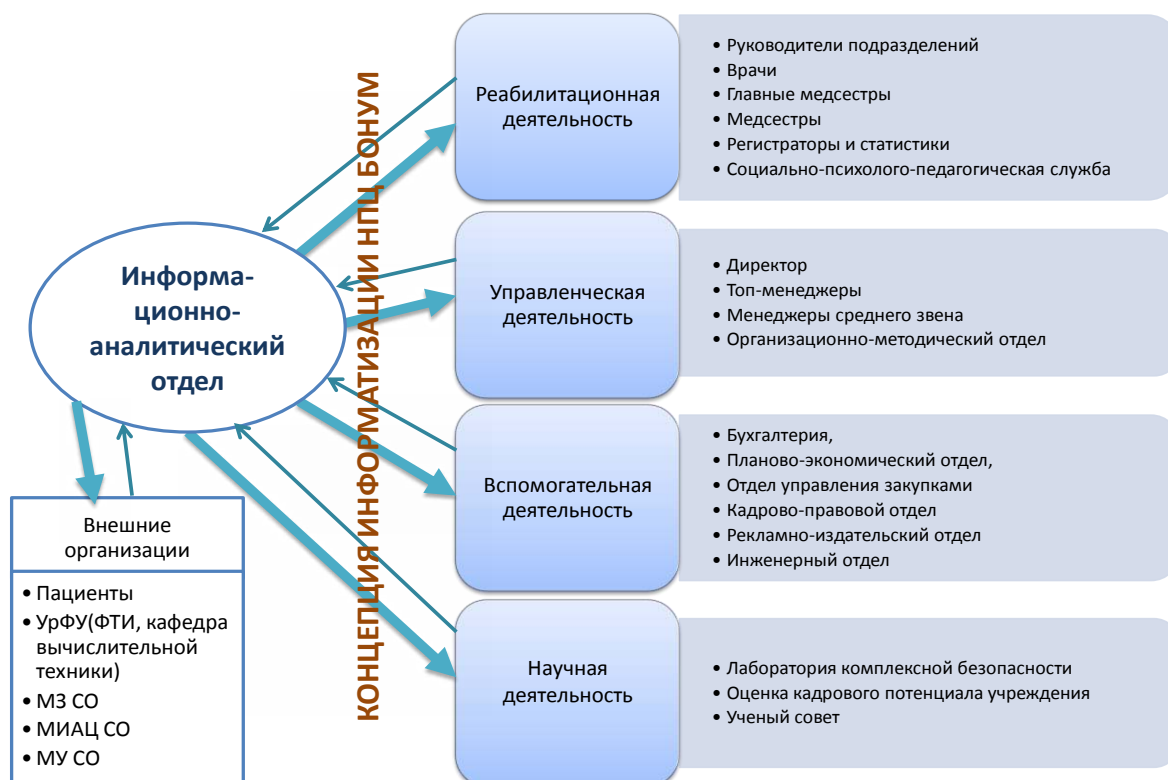 Информа-
ционно-
аналитический
отдел
Внешние
организации
• Пациенты
• УрФУ(ФТИ, кафедра
вычислительной
техники)
• МЗ СО
• МИАЦ СО
• МУ СО
КОНЦЕПЦИЯ ИНФОРМАТИЗАЦИИ НПЦ БОНУМ
Реабилитационная
деятельность
• Руководители подразделений
• Врачи
• Главные медсестры
• Медсестры
• Регистраторы и статистики
• Социально-психолого-педагогическая служба
Управленческая
деятельность
• Директор
• Топ-менеджеры
• Менеджеры среднего звена
• Организационно-методический отдел
Вспомогательная
деятельность
• Бухгалтерия,
• Планово-экономический отдел,
• Отдел управления закупками
• Кадрово-правовой отдел
• Рекламно-издательский отдел
• Инженерный отдел
Научная
деятельность
• Лаборатория комплексной безопасности
• Оценка кадрового потенциала учреждения
• Ученый совет